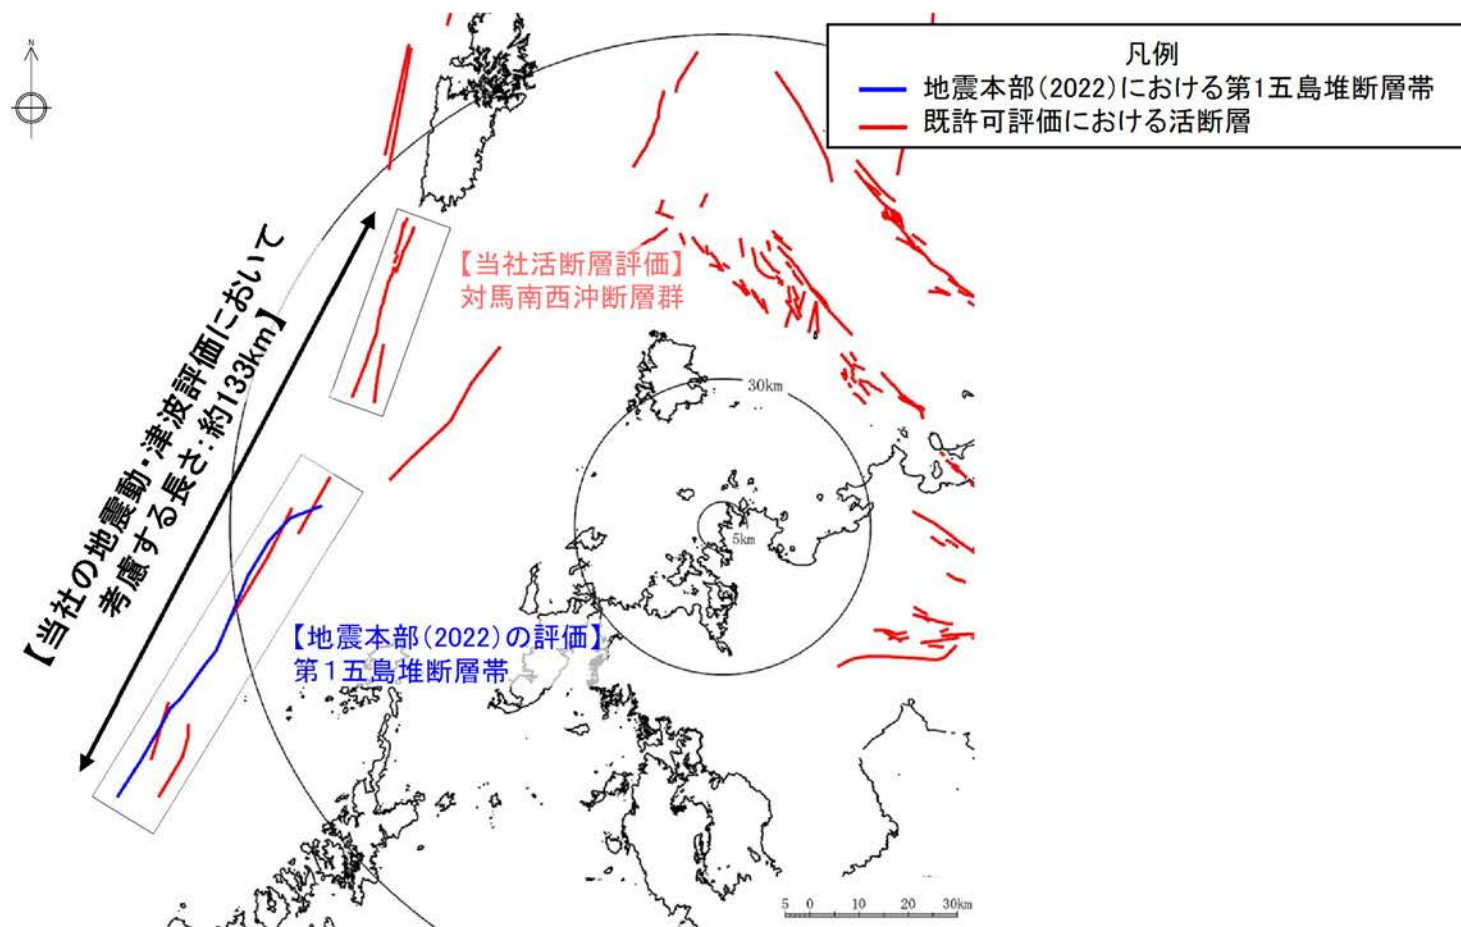 N
凡例
地震本部(2022)における第1五島堆断層帯
既許可評価における活断層
【当社の地震動・津波評価において
考慮する長さ:約133km】
【当社活断層評価】
対馬南西沖断層群
30km
5km
【地震本部(2022)の評価】
第1五島堆断層帯
5 0 10 20 30km